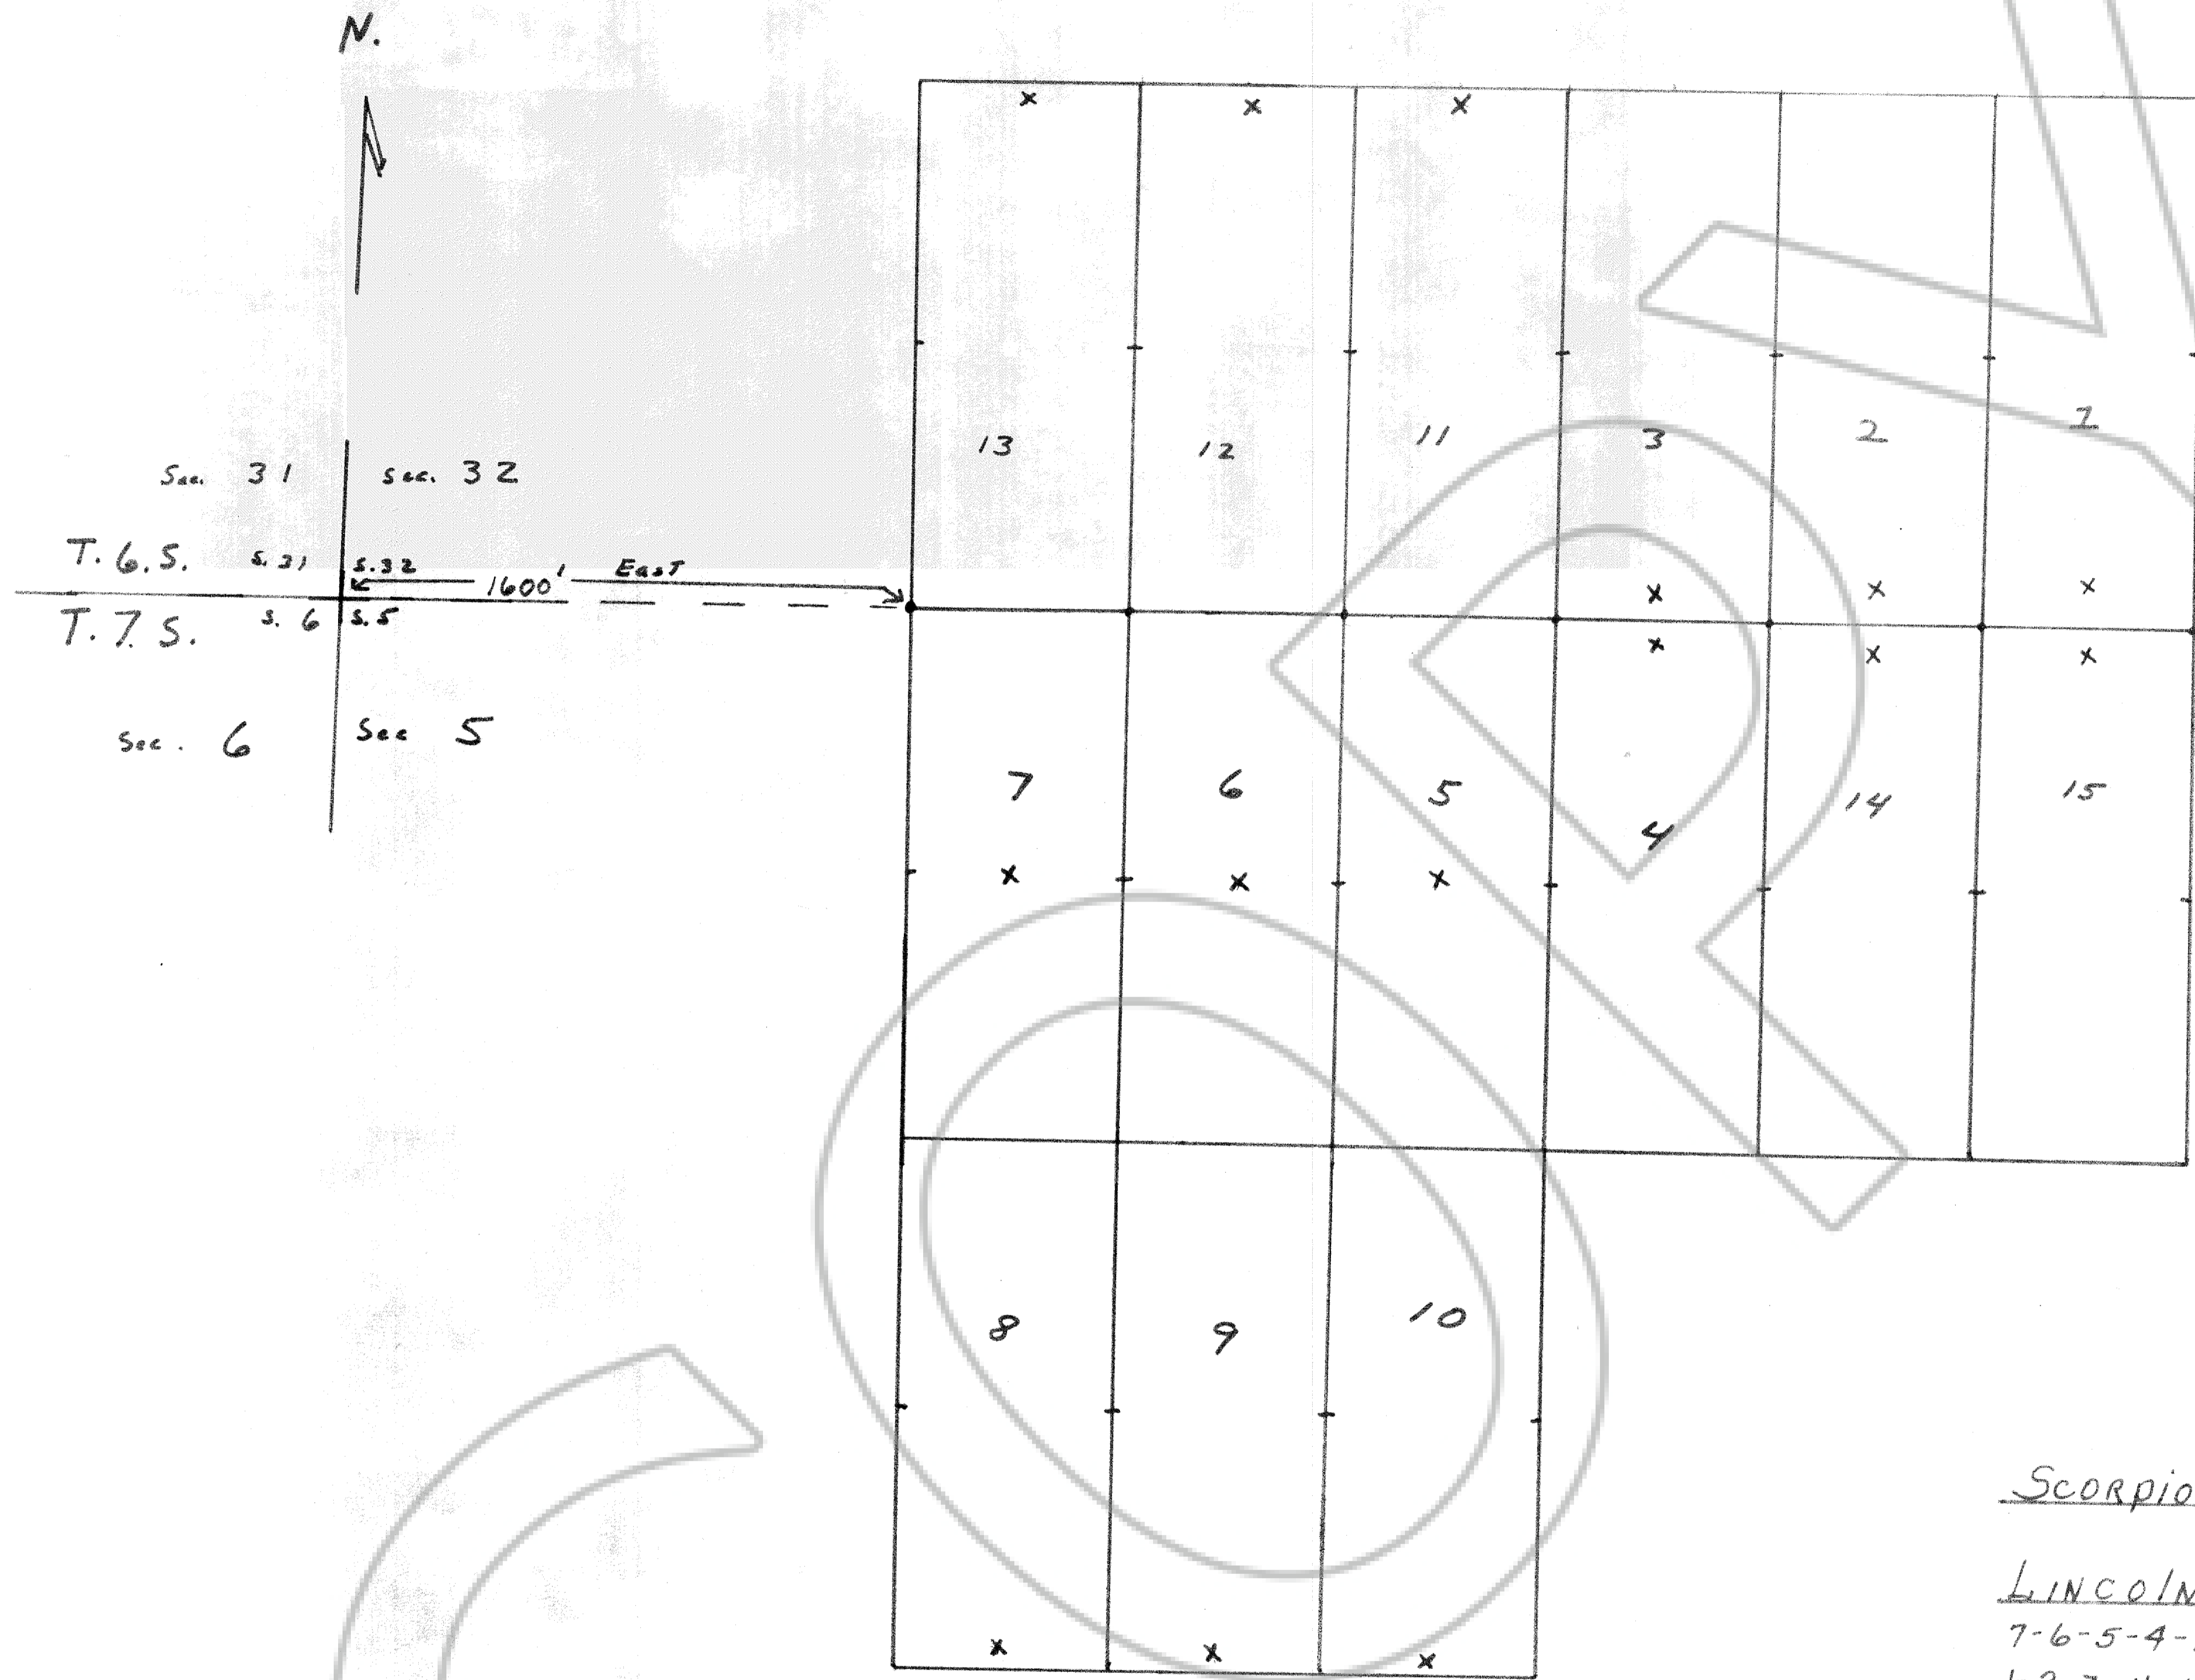 N.
x x x
13 12 11 3 2 1
Sec. 31 Sec. 32
T. 6. S. S. 31 S. 32
1600' East
T. 7. S. S. 6 S. 5
x x x
x x x
Sec. 6 Sec 5
7 6 5 4 14 15
x x x
8 9 10
x x x
Scorpio
Lincoln
7-6-5-4-